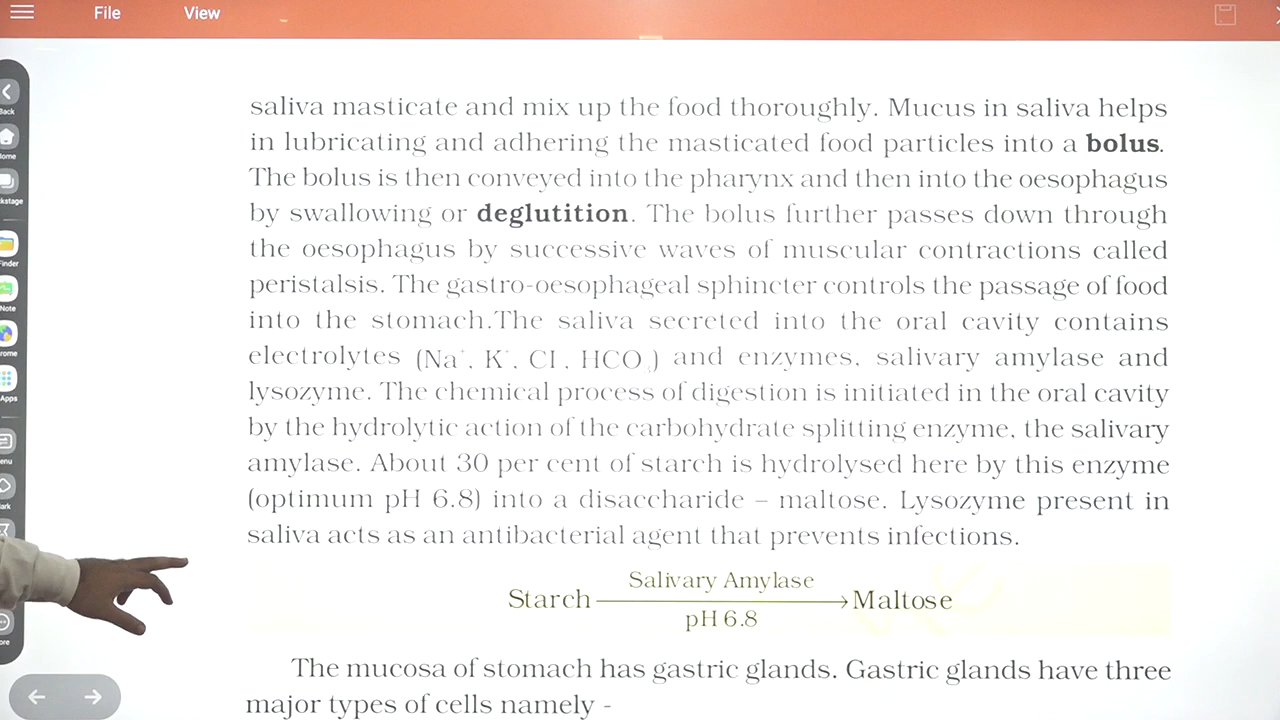 File View
Back
saliva masticate and mix up the food thoroughly. Mucus in saliva helps
in lubricating and adhering the masticated food particles into a bolus.
The bolus is then conveyed into the pharynx and then into the oesophagus
by swallowing or deglutition. The bolus further passes down through
the oesophagus by successive waves of muscular contractions called
peristalsis. The gastro-oesophageal sphincter controls the passage of food
into the stomach.The saliva secreted into the oral cavity contains
electrolytes (Na⁺, K⁺, Cl⁻, HCO₃) and enzymes, salivary amylase and
lysozyme. The chemical process of digestion is initiated in the oral cavity
by the hydrolytic action of the carbohydrate splitting enzyme, the salivary
amylase. About 30 per cent of starch is hydrolysed here by this enzyme
(optimum pH 6.8) into a disaccharide – maltose. Lysozyme present in
saliva acts as an antibacterial agent that prevents infections.
Salivary Amylase
Starch → Maltose
pH 6.8
The mucosa of stomach has gastric glands. Gastric glands have three
major types of cells namely -
ome
kstage
Finder
Note
rome
Apps
enu
ark
ore